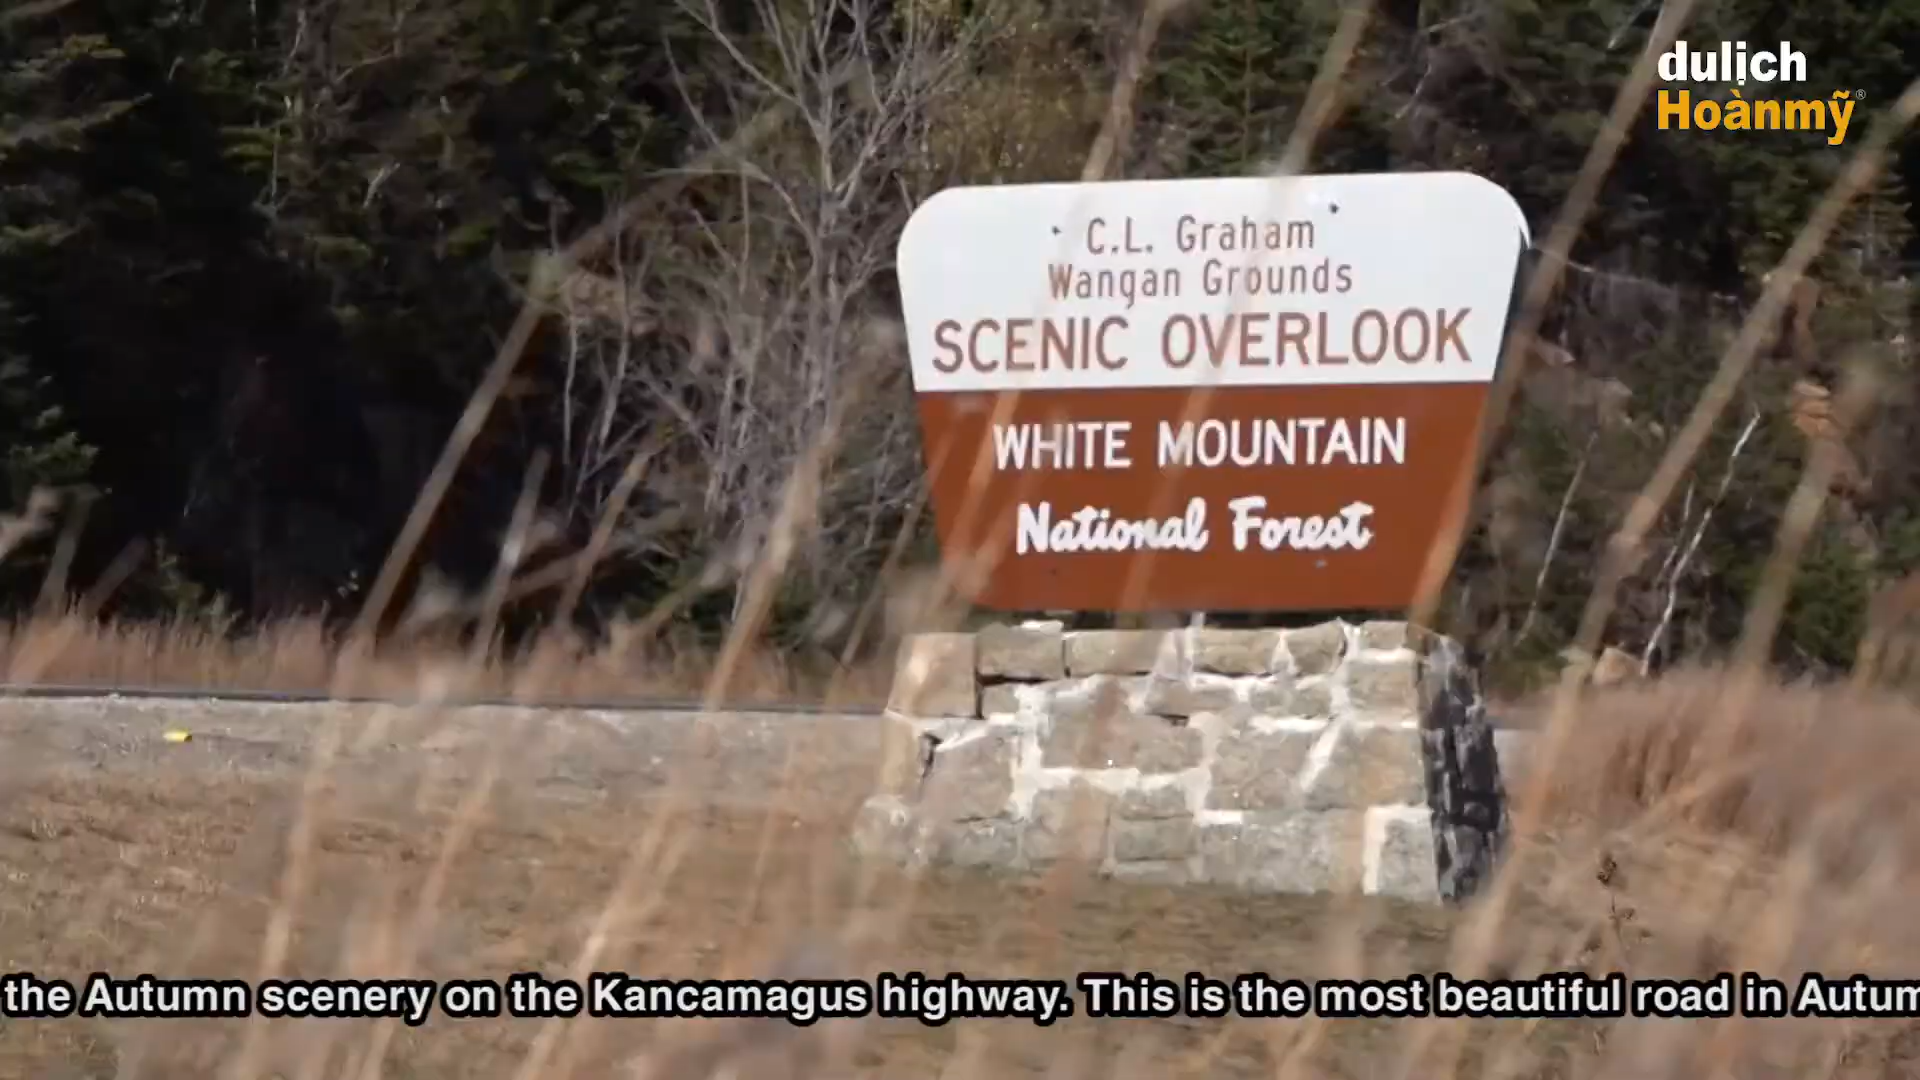 dulịch
Hoànmỹ®
C.L. Graham
Wangan Grounds
SCENIC OVERLOOK
WHITE MOUNTAIN
National Forest
the Autumn scenery on the Kancamagus highway. This is the most beautiful road in Autum